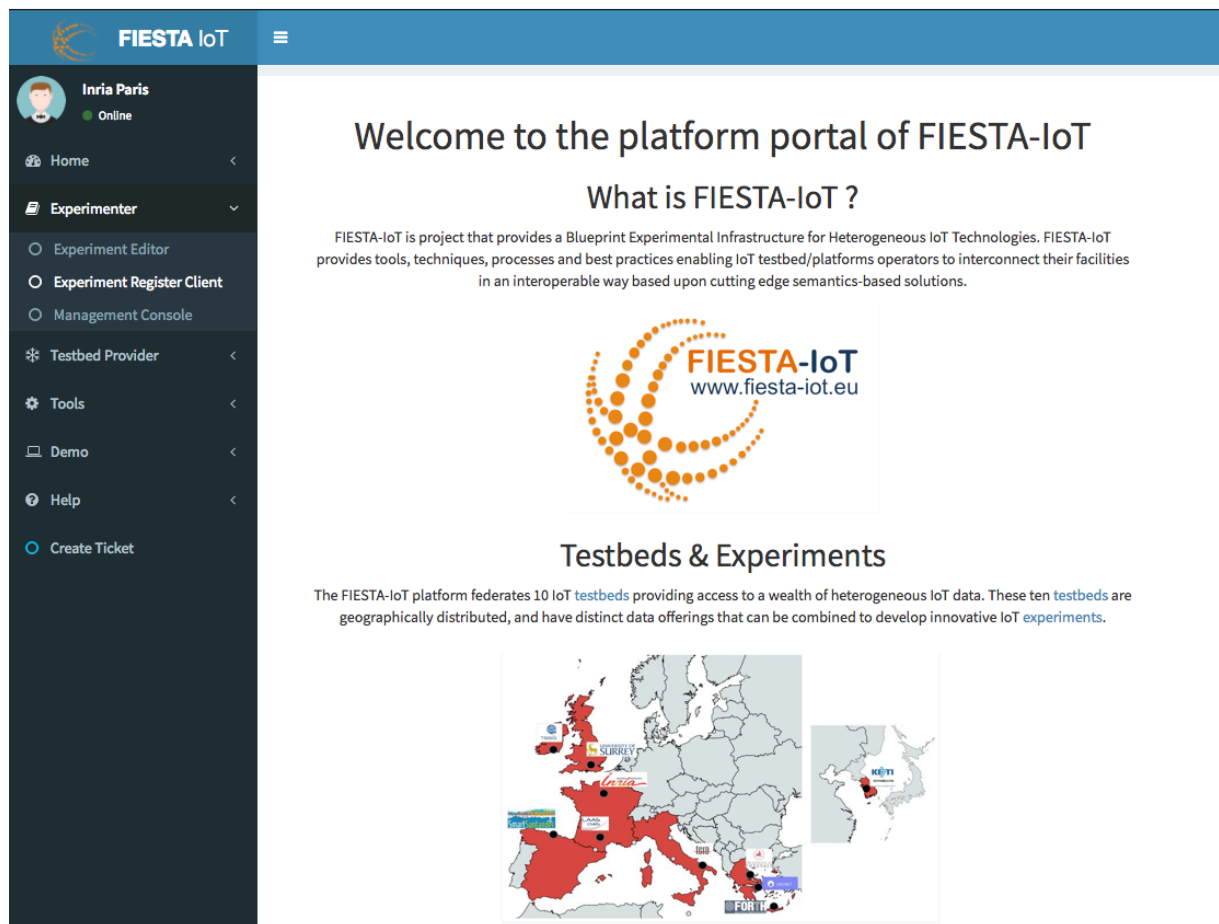 FIESTA IoT
Inria Paris
Online
Home
Experimenter
Experiment Editor
Experiment Register Client
Management Console
Testbed Provider
Tools
Demo
Help
Create Ticket
Welcome to the platform portal of FIESTA-IoT
What is FIESTA-IoT ?
FIESTA-IoT is project that provides a Blueprint Experimental Infrastructure for Heterogeneous IoT Technologies. FIESTA-IoT
provides tools, techniques, processes and best practices enabling IoT testbed/platforms operators to interconnect their facilities
in an interoperable way based upon cutting edge semantics-based solutions.
FIESTA-IoT
www.fiesta-iot.eu
Testbeds & Experiments
The FIESTA-IoT platform federates 10 IoT testbeds providing access to a wealth of heterogeneous IoT data. These ten testbeds are
geographically distributed, and have distinct data offerings that can be combined to develop innovative IoT experiments.
TSSG
UNIVERSITY OF
SURREY
Inria
SmartSantander
LAAS
CNRS
KETI
FORTH